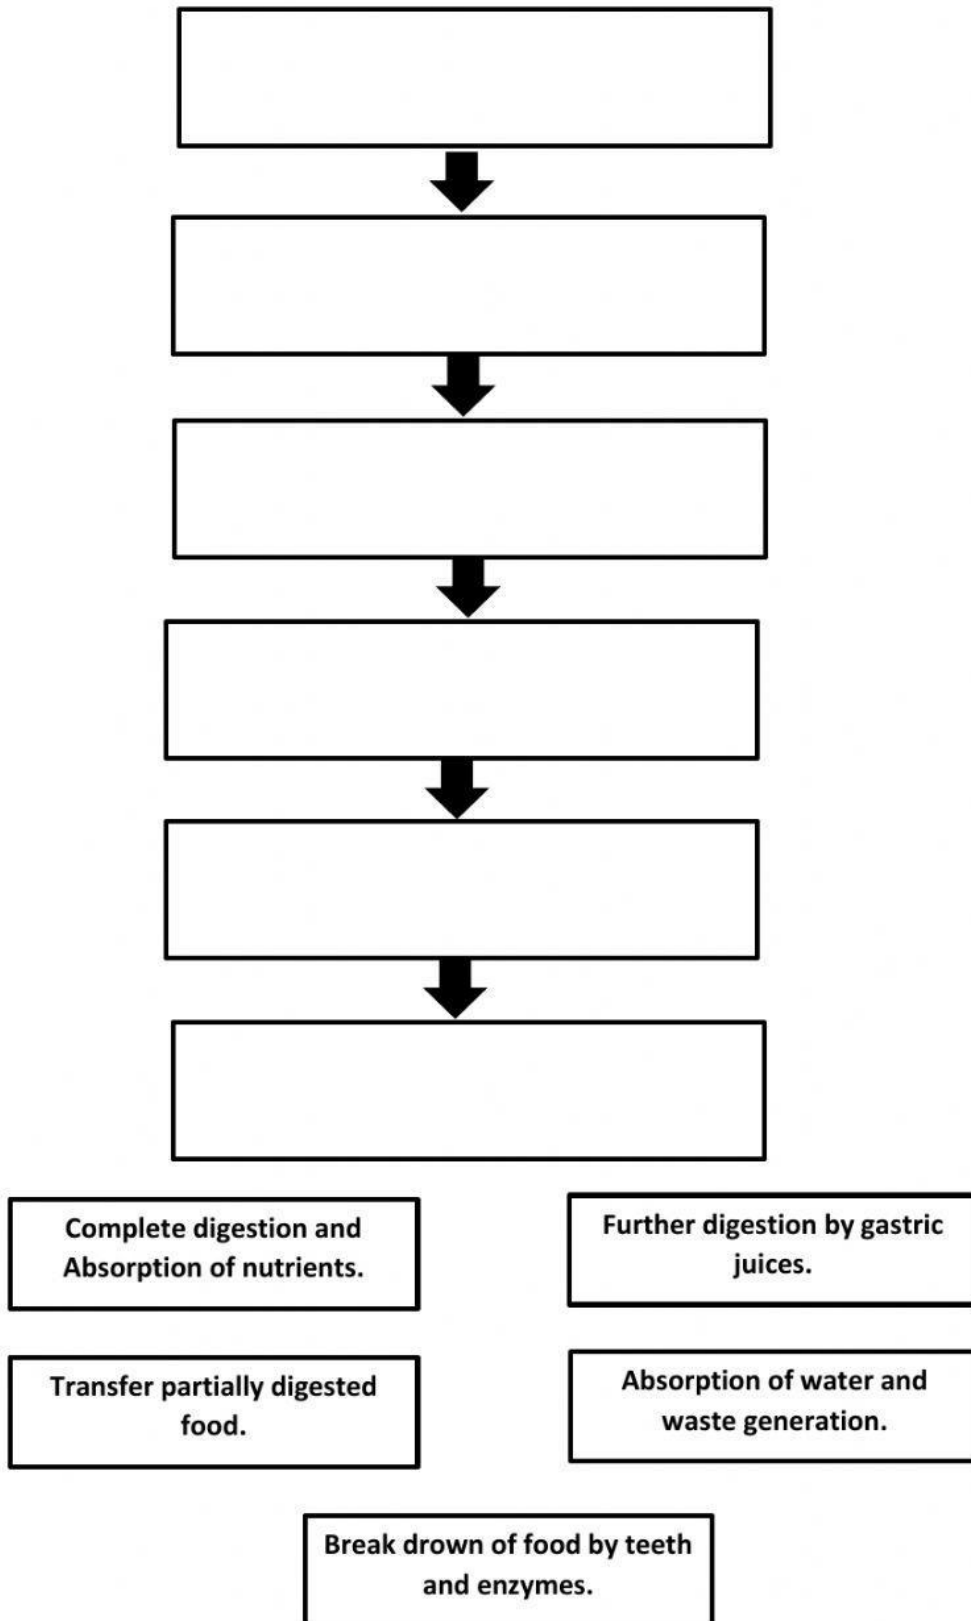 Complete digestion and
Absorption of nutrients.
Further digestion by gastric
juices.
Transfer partially digested
food.
Absorption of water and
waste generation.
Break drown of food by teeth
and enzymes.